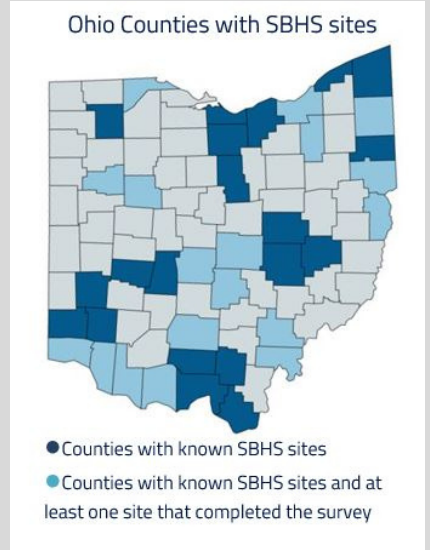 Ohio Counties with SBHS sites
Counties with known SBHS sites
Counties with known SBHS sites and at
least one site that completed the survey